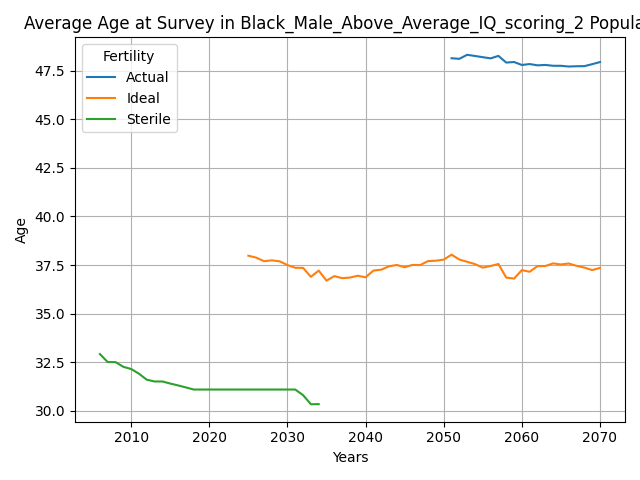 Average Age at Survey in Black_Male_Above_Average_IQ_scoring_2 Popula
Fertility
Actual
Ideal
Sterile
47.5
45.0
42.5
40.0
37.5
35.0
32.5
30.0
Age
2010 2020 2030 2040 2050 2060 2070
Years